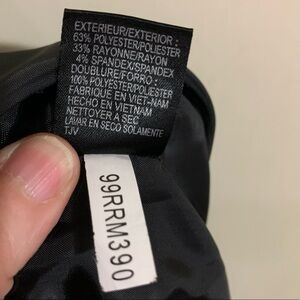 EXTERIEUR/EXTERIOR :
63% POLYESTER/POLIESTER
33% RAYONNE/RAYON
4% SPANDEX/SPANDEX
DOUBLURE/FORRO :
100% POLYESTER/POLIESTER
FABRIQUE EN VIET-NAM
HECHO EN VIETNAM
NETTOYER A SEC
LAVAR EN SECO SOLAMENTE
TJV
99RRM390